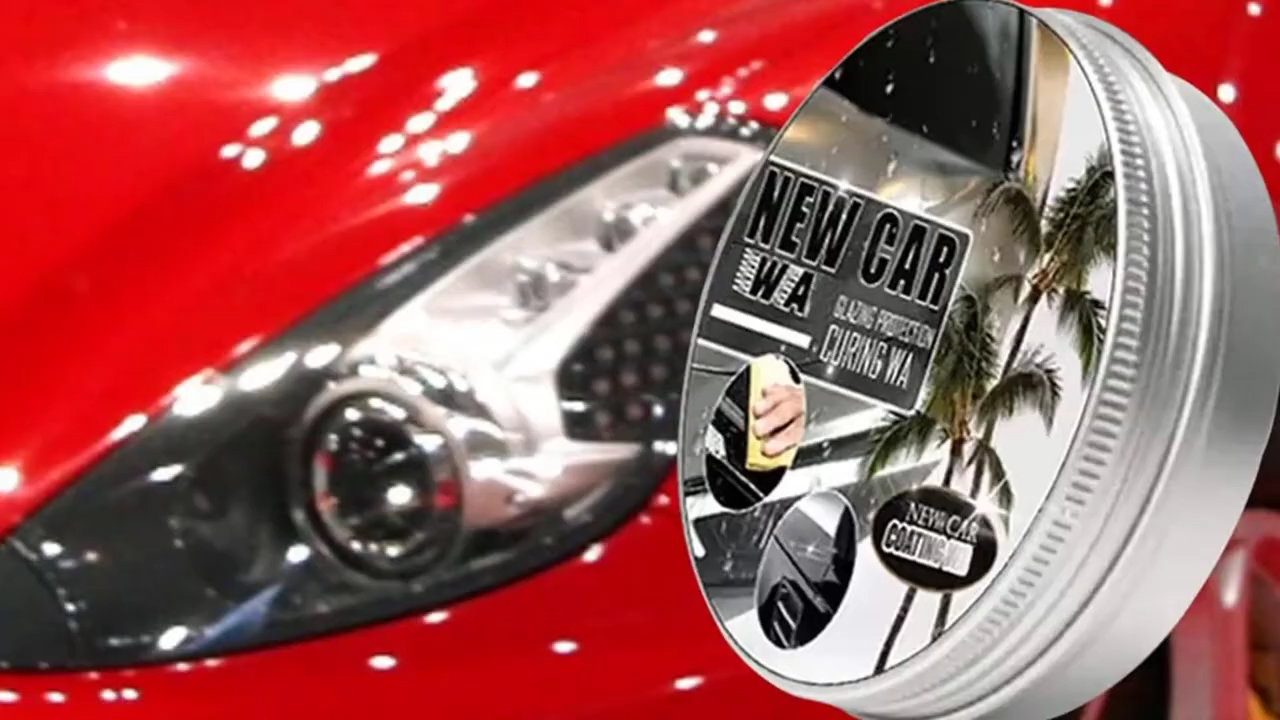 NEW CAR
WA
GLAZING PROTECTION
CURING WA
NEW CAR
COATING